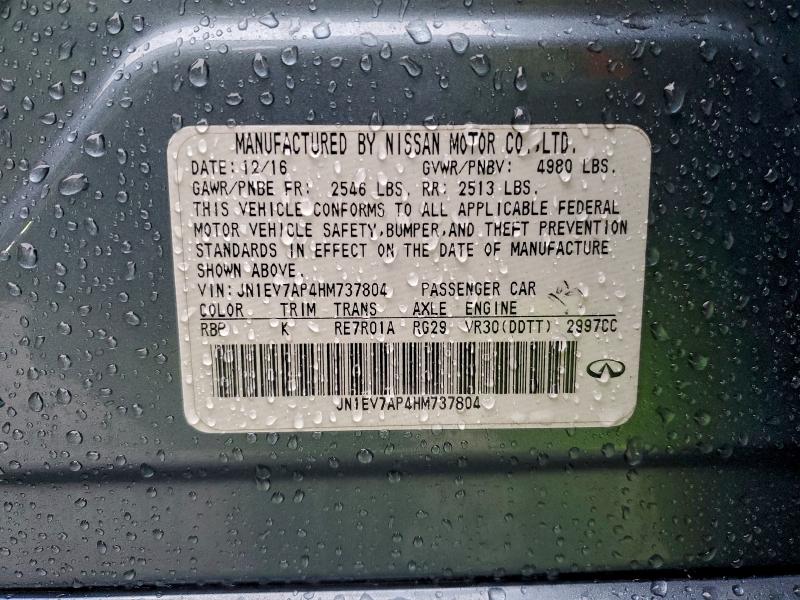 MANUFACTURED BY NISSAN MOTOR CO.,LTD.
DATE: 12/16 GVWR/PNBV: 4980 LBS.
GAWR/PNBE FR: 2546 LBS. RR: 2513 LBS.
THIS VEHICLE CONFORMS TO ALL APPLICABLE FEDERAL
MOTOR VEHICLE SAFETY,BUMPER,AND THEFT PREVENTION
STANDARDS IN EFFECT ON THE DATE OF MANUFACTURE
SHOWN ABOVE.
VIN: JN1EV7AP4HM737804 PASSENGER CAR
COLOR TRIM TRANS AXLE ENGINE
RBP K RE7R01A RG29 VR30(DDTT) 2997CC
JN1EV7AP4HM737804